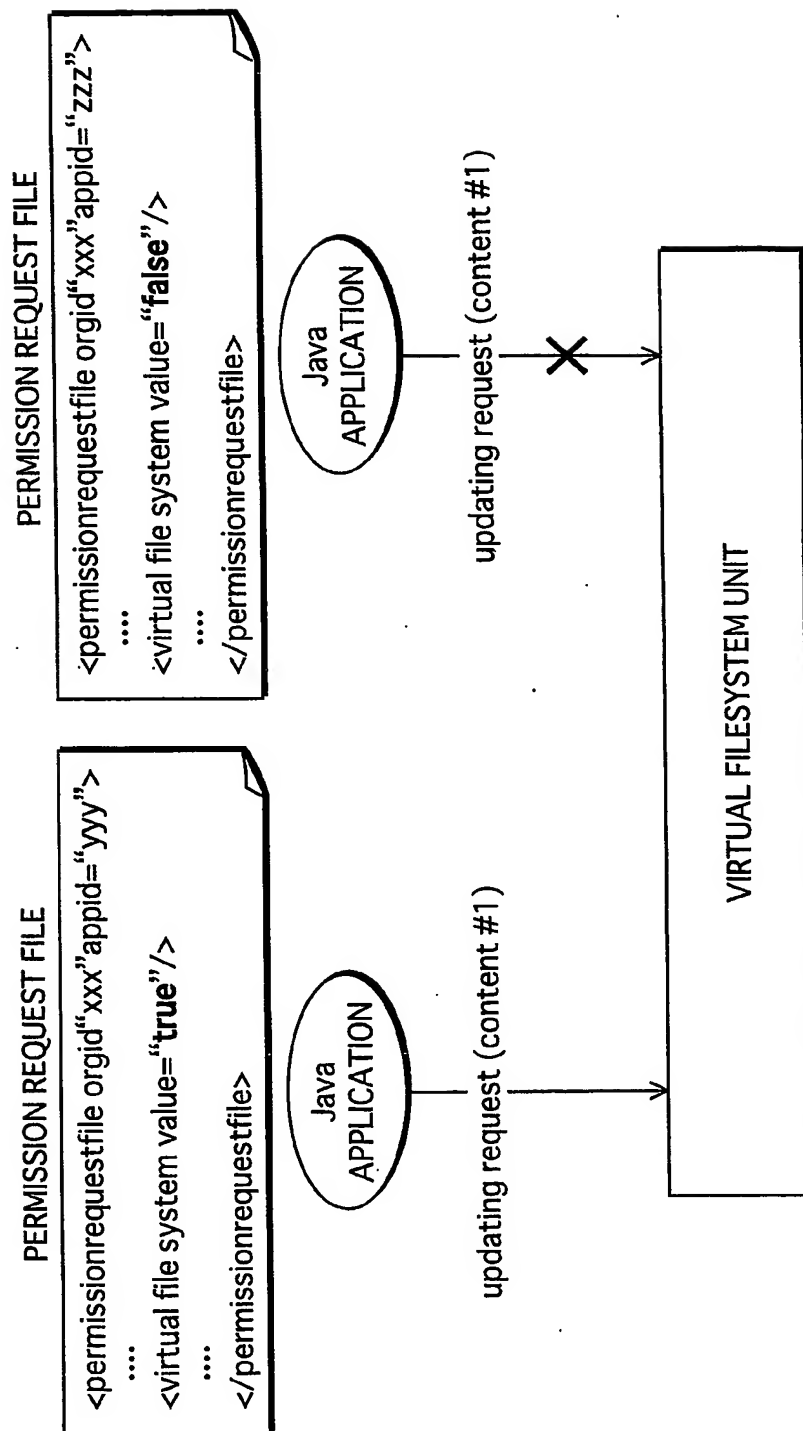 PERMISSION REQUEST FILE
<permissionrequestfile orgid“xxx”appid=“yyy”>
....
<virtual file system value=“true”/>
....
</permissionrequestfile>
Java
APPLICATION
updating request (content #1)
PERMISSION REQUEST FILE
<permissionrequestfile orgid“xxx”appid=“zzz”>
....
<virtual file system value=“false”/>
....
</permissionrequestfile>
Java
APPLICATION
updating request (content #1)
VIRTUAL FILESYSTEM UNIT